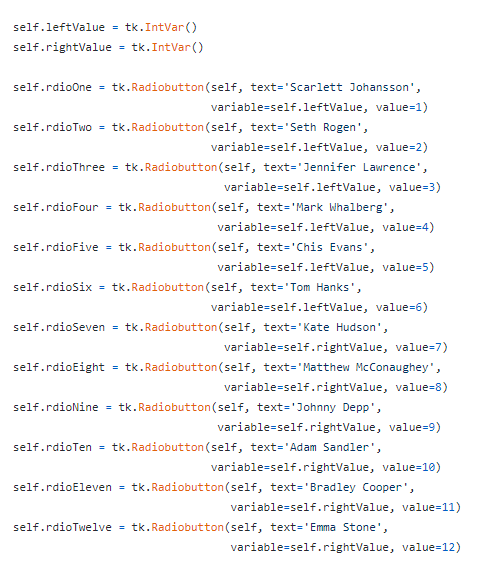 self.leftValue = tk.IntVar()
self.rightValue = tk.IntVar()
self.rdioOne = tk.Radiobutton(self, text='Scarlett Johansson',
variable=self.leftValue, value=1)
self.rdioTwo = tk.Radiobutton(self, text='Seth Rogen',
variable=self.leftValue, value=2)
self.rdioThree = tk.Radiobutton(self, text='Jennifer Lawrence',
variable=self.leftValue, value=3)
self.rdioFour = tk.Radiobutton(self, text='Mark Whalberg',
variable=self.leftValue, value=4)
self.rdioFive = tk.Radiobutton(self, text='Chis Evans',
variable=self.leftValue, value=5)
self.rdioSix = tk.Radiobutton(self, text='Tom Hanks',
variable=self.leftValue, value=6)
self.rdioSeven = tk.Radiobutton(self, text='Kate Hudson',
variable=self.rightValue, value=7)
self.rdioEight = tk.Radiobutton(self, text='Matthew McConaughey',
variable=self.rightValue, value=8)
self.rdioNine = tk.Radiobutton(self, text='Johnny Depp',
variable=self.rightValue, value=9)
self.rdioTen = tk.Radiobutton(self, text='Adam Sandler',
variable=self.rightValue, value=10)
self.rdioEleven = tk.Radiobutton(self, text='Bradley Cooper',
variable=self.rightValue, value=11)
self.rdioTwelve = tk.Radiobutton(self, text='Emma Stone',
variable=self.rightValue, value=12)